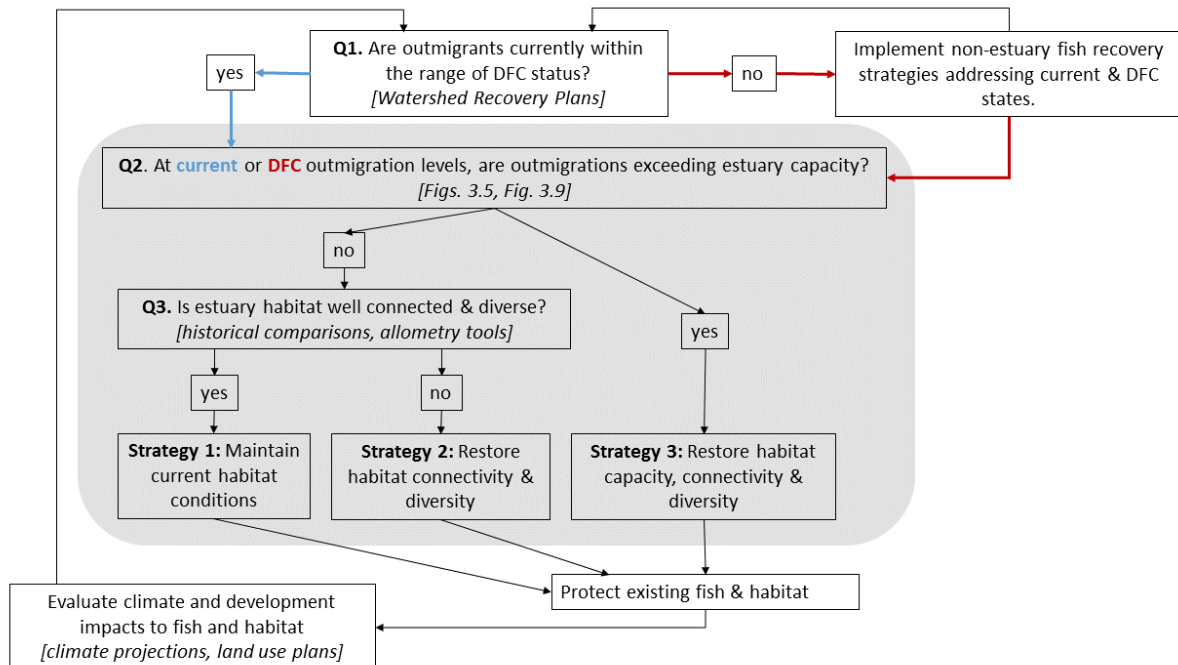 Q1. Are outmigrants currently within
the range of DFC status?
[Watershed Recovery Plans]
yes
no
Implement non-estuary fish recovery
strategies addressing current & DFC
states.
Q2. At current or DFC outmigration levels, are outmigrations exceeding estuary capacity?
[Figs. 3.5, Fig. 3.9]
no
Q3. Is estuary habitat well connected & diverse?
[historical comparisons, allometry tools]
yes
yes
no
Strategy 1: Maintain
current habitat
conditions
Strategy 2: Restore
habitat connectivity &
diversity
Strategy 3: Restore habitat
capacity, connectivity &
diversity
Protect existing fish & habitat
Evaluate climate and development
impacts to fish and habitat
[climate projections, land use plans]